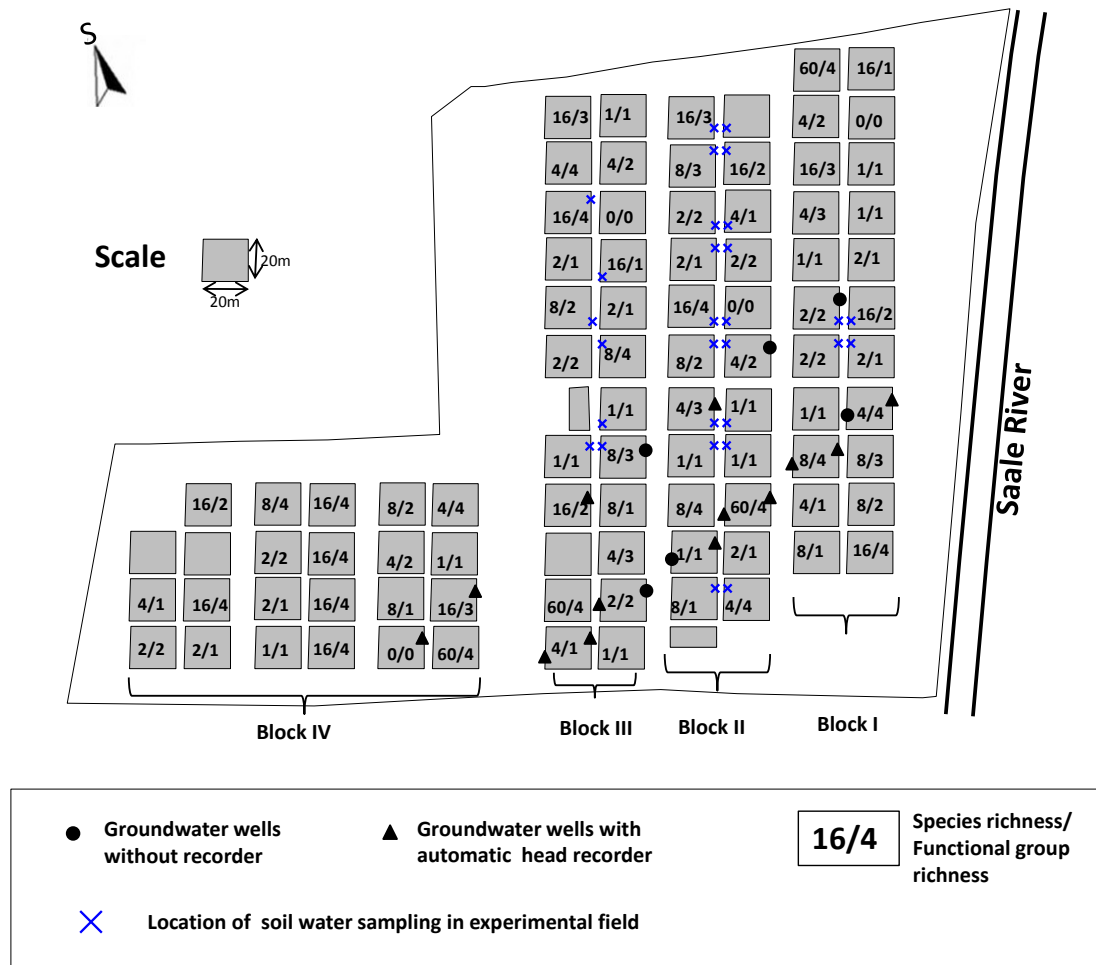 S
60/4 16/1
16/3 1/1 16/3 4/2 0/0
4/4 4/2 8/3 16/2 16/3 1/1
16/4 0/0 2/2 4/1 4/3 1/1
Scale
20m
20m
2/1 16/1 2/1 2/2 1/1 2/1
8/2 2/1 16/4 0/0 2/2 16/2
2/2 8/4 8/2 4/2 2/2 2/1
1/1 4/3 1/1 1/1 4/4
1/1 8/3 1/1 1/1 8/4 8/3
16/2 8/4 16/4 8/2 4/4 16/2 8/1 8/4 60/4 4/1 8/2
2/2 16/4 4/2 1/1 4/3 1/1 2/1 8/1 16/4
4/1 16/4 2/1 16/4 8/1 16/3 60/4 2/2 8/1 4/4
2/2 2/1 1/1 16/4 0/0 60/4 4/1 1/1
Saale River
Block IV Block III Block II Block I
Groundwater wells
without recorder
Groundwater wells with
automatic head recorder
16/4
Species richness/
Functional group
richness
Location of soil water sampling in experimental field